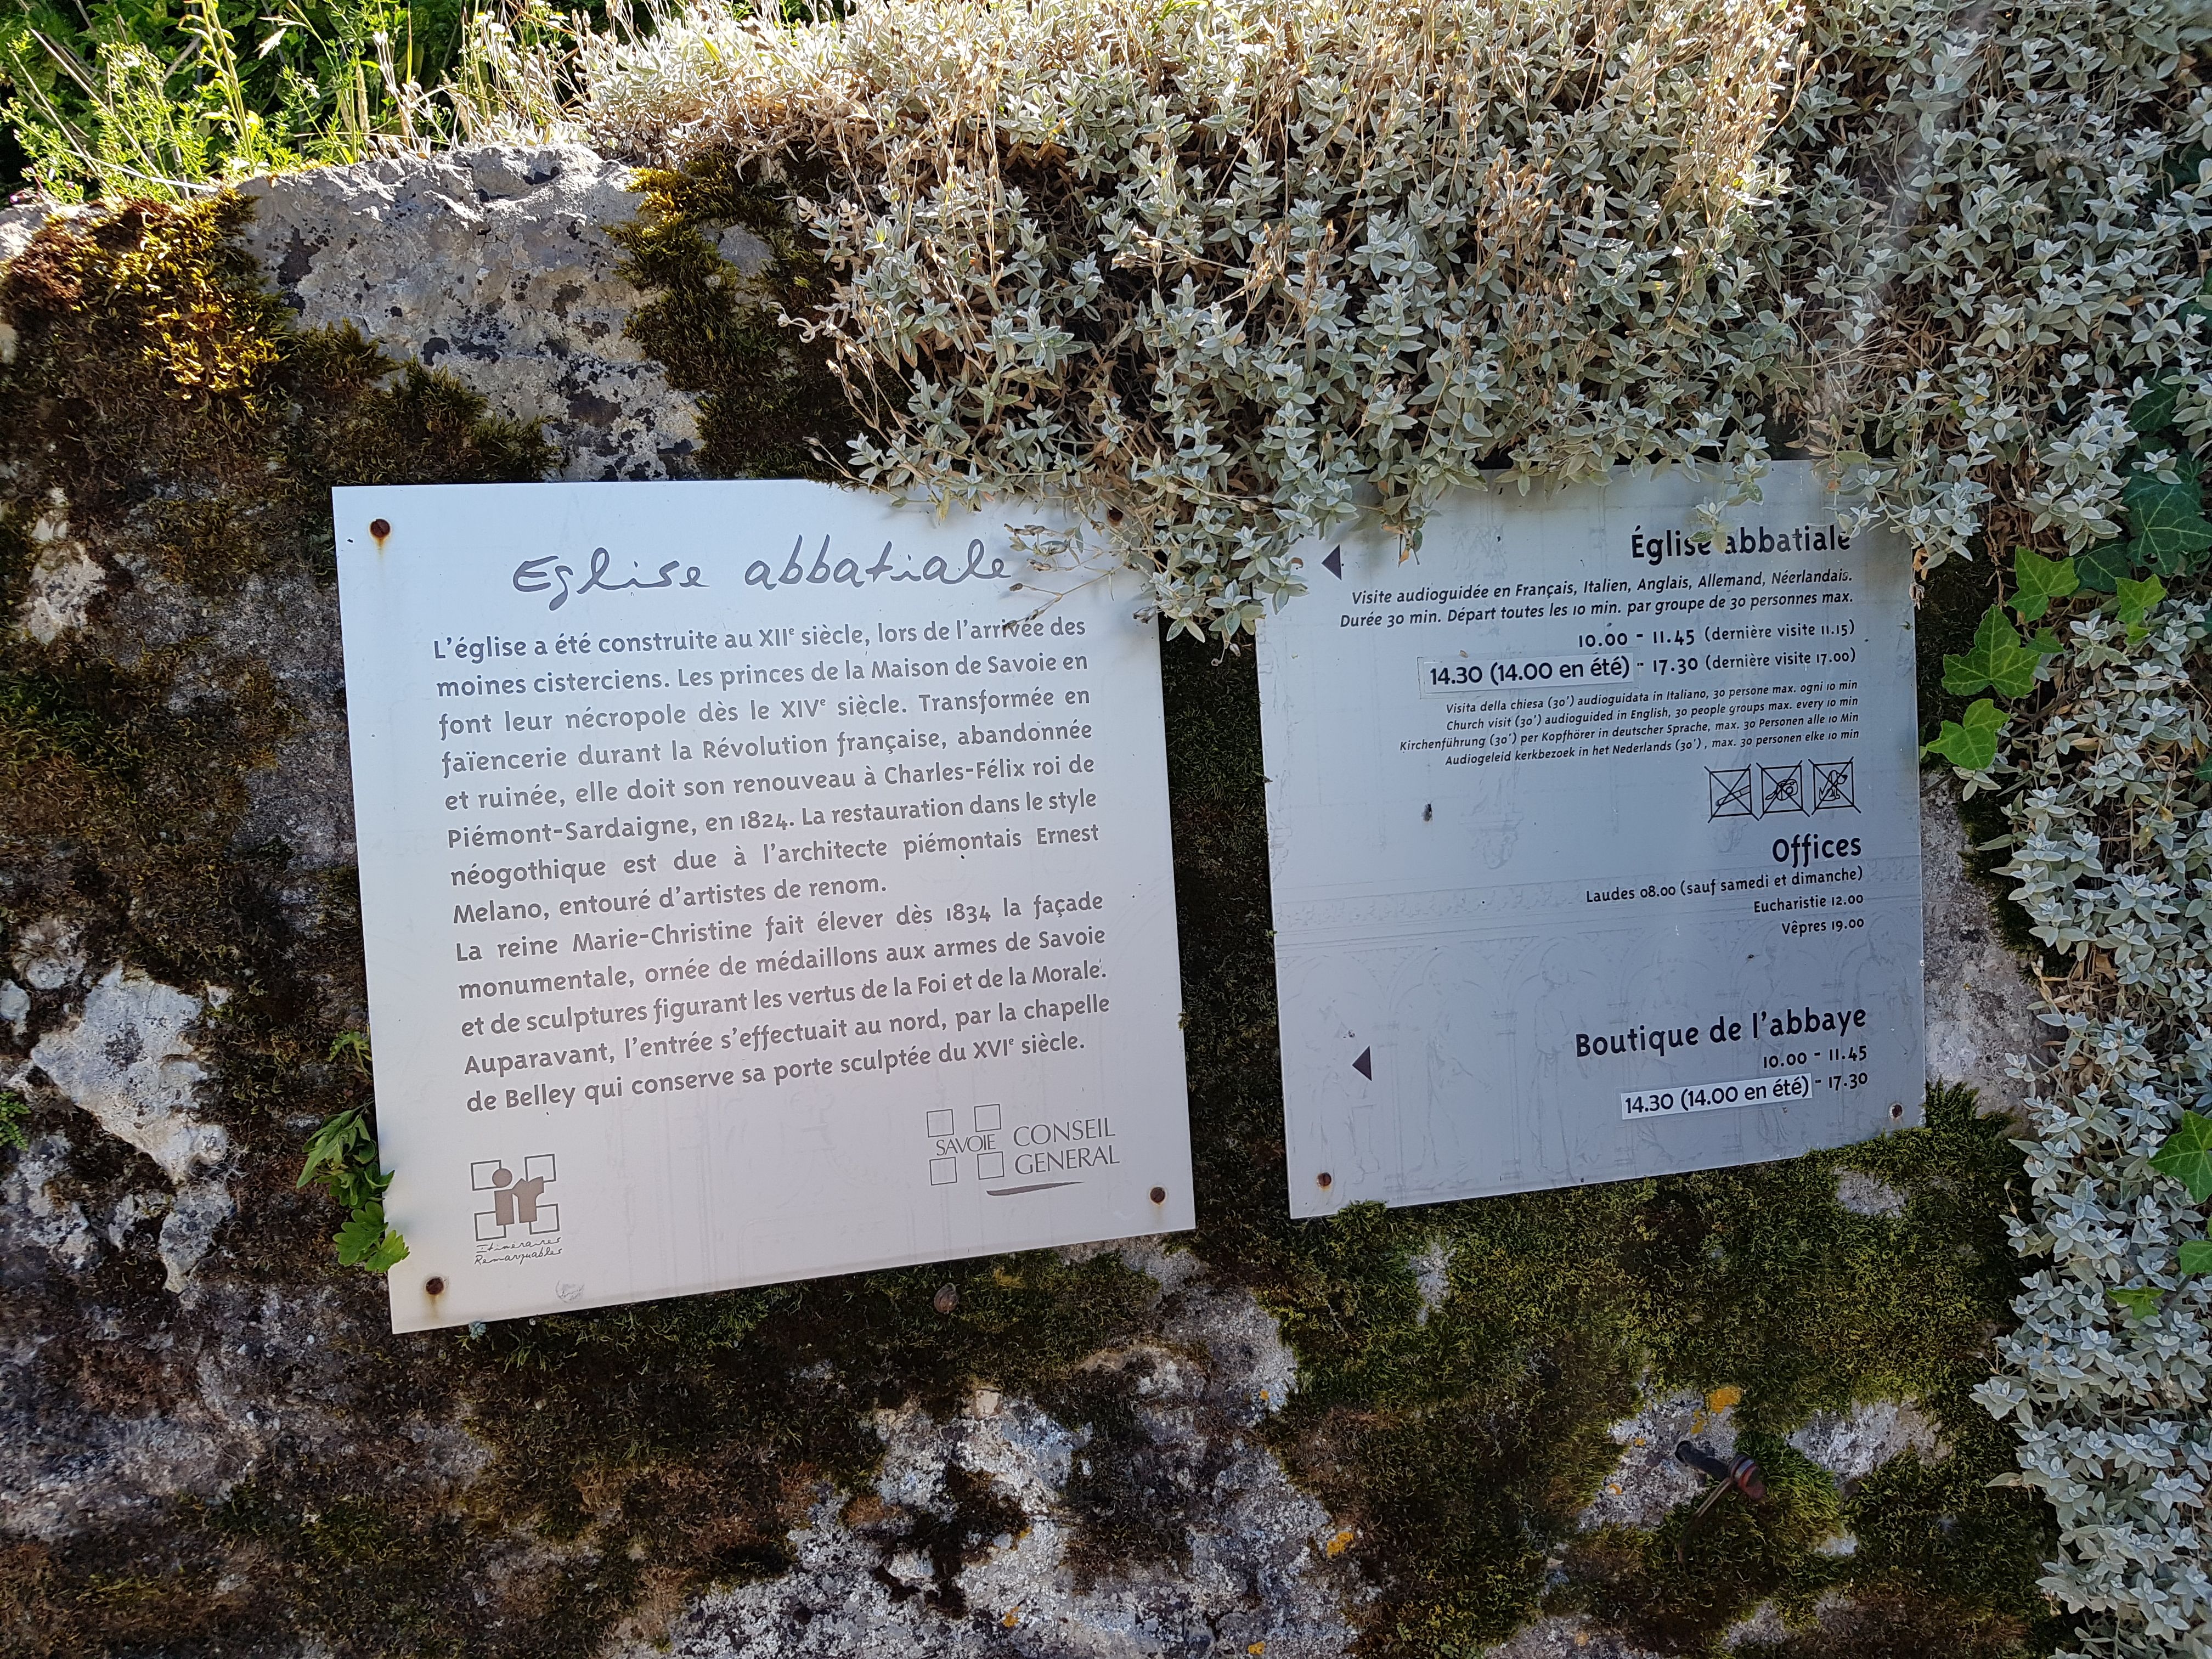 Eglise abbatiale
L'église a été construite au XIIe siècle, lors de l'arrivée des
moines cisterciens. Les princes de la Maison de Savoie en
font leur nécropole dès le XIVe siècle. Transformée en
faïencerie durant la Révolution française, abandonnée
et ruinée, elle doit son renouveau à Charles-Félix roi de
Piémont-Sardaigne, en 1824. La restauration dans le style
néogothique est due à l'architecte piémontais Ernest
Melano, entouré d'artistes de renom.
La reine Marie-Christine fait élever dès 1834 la façade
monumentale, ornée de médaillons aux armes de Savoie
et de sculptures figurant les vertus de la Foi et de la Morale.
Auparavant, l'entrée s'effectuait au nord, par la chapelle
de Belley qui conserve sa porte sculptée du XVIe siècle.
ir
Itinéraires
Remarquables
SAVOIE
CONSEIL
GENERAL
Église abbatiale
Visite audioguidée en Français, Italien, Anglais, Allemand, Néerlandais.
Durée 30 min. Départ toutes les 10 min. par groupe de 30 personnes max.
10.00 - 11.45 (dernière visite 11.15)
14.30 (14.00 en été) - 17.30 (dernière visite 17.00)
Visita della chiesa (30') audioguidata in Italiano, 30 persone max. ogni 10 min
Church visit (30') audioguided in English, 30 people groups max. every 10 min
Kirchenführung (30') per Kopfhörer in deutscher Sprache, max. 30 Personen alle 10 Min
Audiogeleid kerkbezoek in het Nederlands (30') , max. 30 personen elke 10 min
Offices
Laudes 08.00 (sauf samedi et dimanche)
Eucharistie 12.00
Vêpres 19.00
Boutique de l'abbaye
10.00 - 11.45
14.30 (14.00 en été) - 17.30